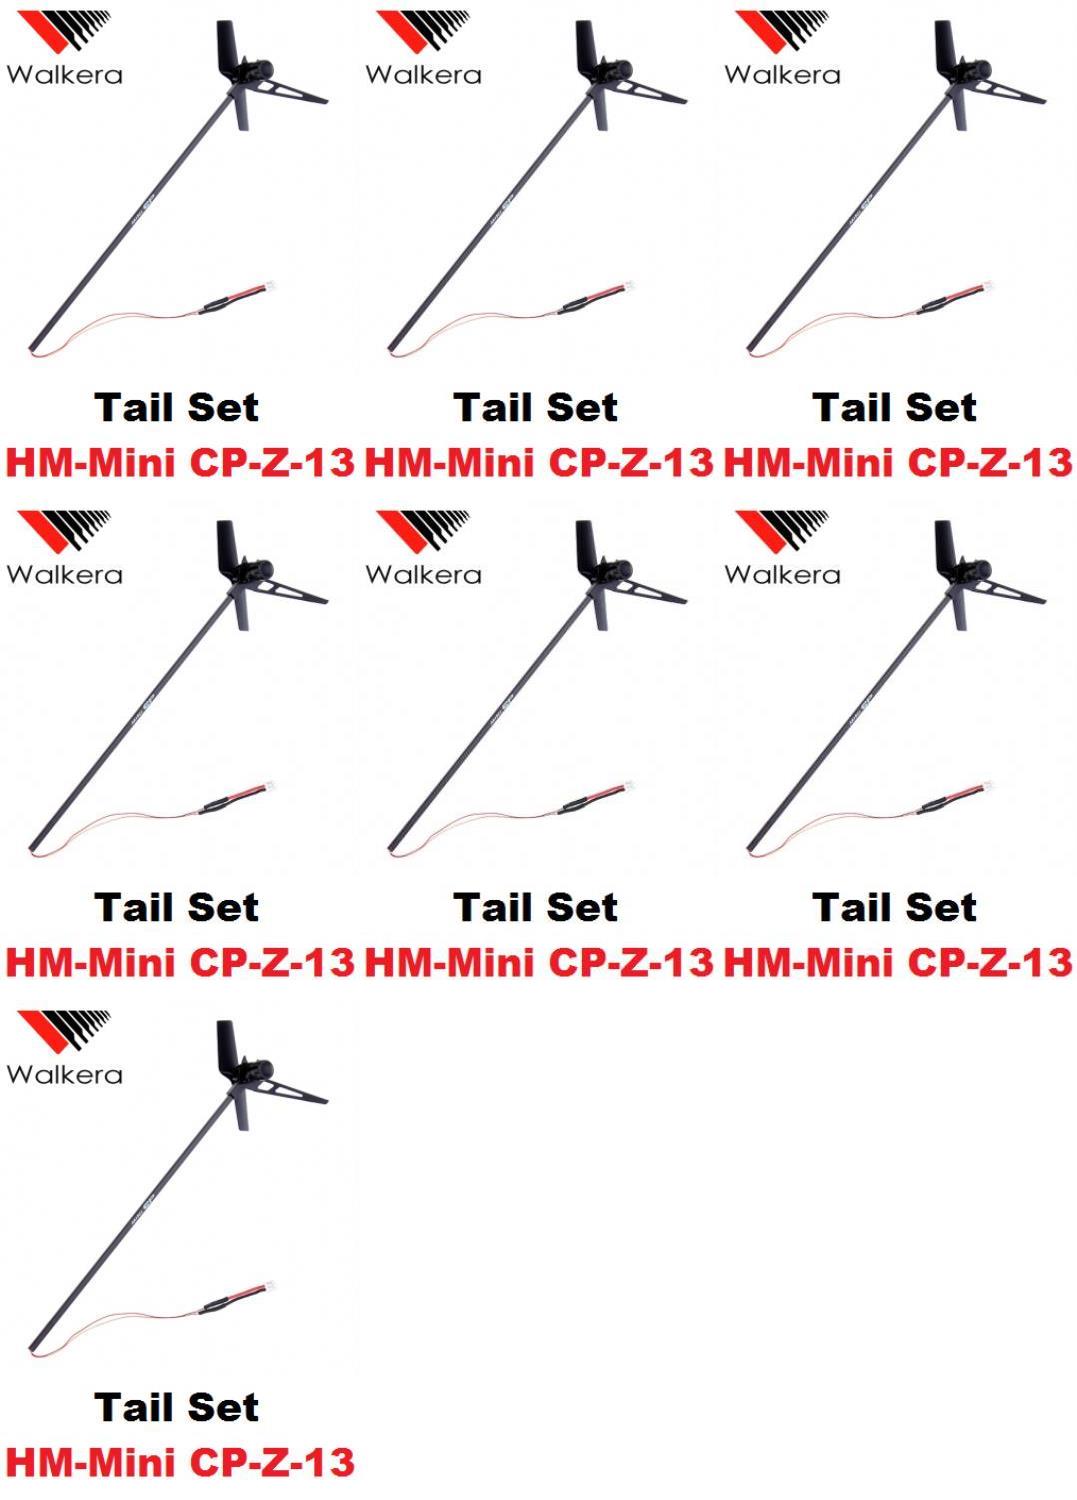 Walkera Walkera Walkera
Tail Set Tail Set Tail Set
HM-Mini CP-Z-13 HM-Mini CP-Z-13 HM-Mini CP-Z-13
Walkera Walkera Walkera
Tail Set Tail Set Tail Set
HM-Mini CP-Z-13 HM-Mini CP-Z-13 HM-Mini CP-Z-13
Walkera
Tail Set
HM-Mini CP-Z-13